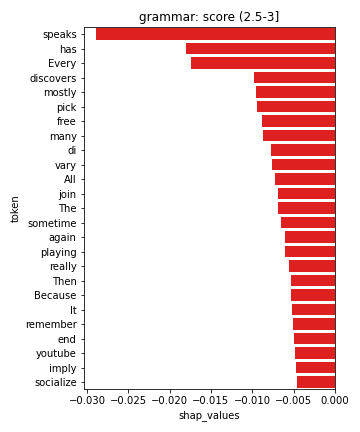 grammar: score (2.5-3]
speaks
has
Every
discovers
mostly
pick
free
many
di
vary
All
join
The
sometime
again
playing
really
Then
Because
It
remember
end
youtube
imply
socialize
token
−0.030 −0.025 −0.020 −0.015 −0.010 −0.005 0.000
shap_values